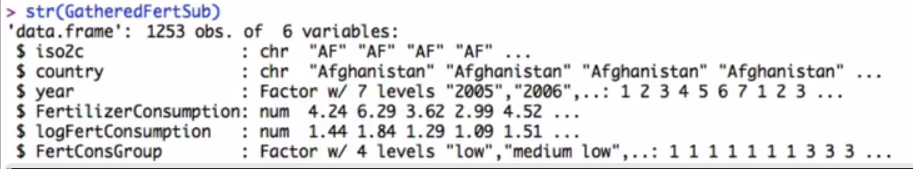 > str(GatheredFertSub)
'data.frame': 1253 obs. of  6 variables:
 $ iso2c                : chr  "AF" "AF" "AF" "AF" ...
 $ country              : chr  "Afghanistan" "Afghanistan" "Afghanistan" "Afghanistan" ...
 $ year                 : Factor w/ 7 levels "2005","2006",..: 1 2 3 4 5 6 7 1 2 3 ...
 $ FertilizerConsumption: num  4.24 6.29 3.62 2.99 4.52 ...
 $ logFertConsumption   : num  1.44 1.84 1.29 1.09 1.51 ...
 $ FertConsGroup        : Factor w/ 4 levels "low","medium low",..: 1 1 1 1 1 1 1 3 3 3 ...